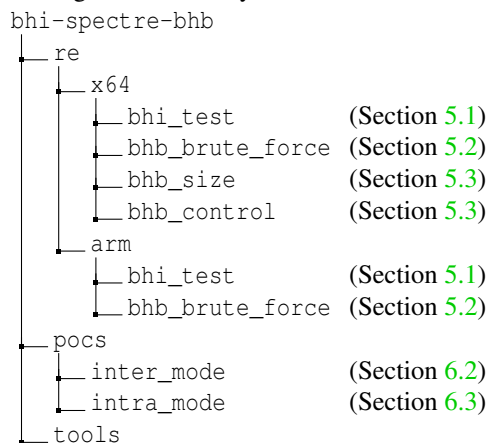 bhi-spectre-bhb
re
x64
bhi_test (Section 5.1)
bhb_brute_force (Section 5.2)
bhb_size (Section 5.3)
bhb_control (Section 5.3)
arm
bhi_test (Section 5.1)
bhb_brute_force (Section 5.2)
pocs
inter_mode (Section 6.2)
intra_mode (Section 6.3)
tools